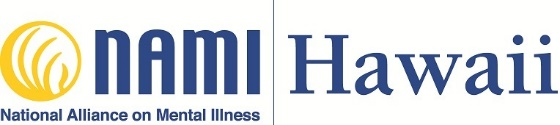 NAMI
National Alliance on Mental Illness
Hawaii